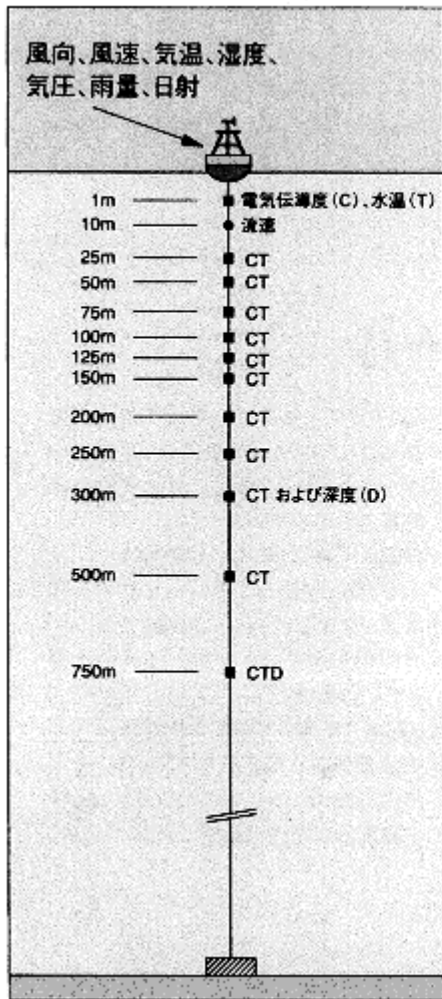 風向、風速、気温、湿度、
気圧、雨量、日射
1m 電気伝導度(C)、水温(T)
10m 流速
25m CT
50m CT
75m CT
100m CT
125m CT
150m CT
200m CT
250m CT
300m CT および深度(D)
500m CT
750m CTD